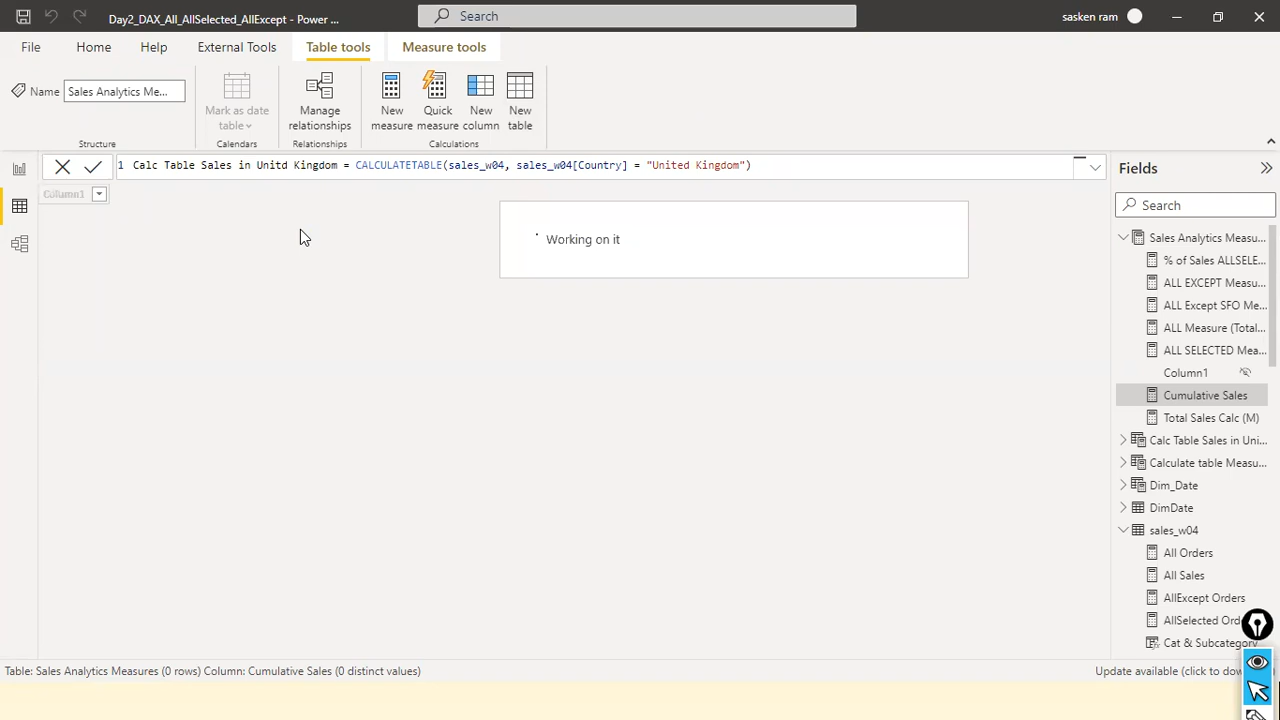 Day2_DAX_All_AllSelected_AllExcept - Power ...
Search
sasken ram
File
Home
Help
External Tools
Table tools
Measure tools
Name
Sales Analytics Me...
Mark as date
table
Manage
relationships
New
measure
Quick
measure
New
column
New
table
Structure
Calendars
Relationships
Calculations
1 Calc Table Sales in Unitd Kingdom = CALCULATETABLE(sales_w04, sales_w04[Country] = "United Kingdom")
Column1
Working on it
Fields
Search
Sales Analytics Measu...
% of Sales ALLSELE...
ALL EXCEPT Measu...
ALL Except SFO Me...
ALL Measure (Total...
ALL SELECTED Mea...
Column1
Cumulative Sales
Total Sales Calc (M)
Calc Table Sales in Uni...
Calculate table Measu...
Dim_Date
DimDate
sales_w04
All Orders
All Sales
AllExcept Orders
AllSelected Ord
Cat & Subcategory
Table: Sales Analytics Measures (0 rows) Column: Cumulative Sales (0 distinct values)
Update available (click to dow